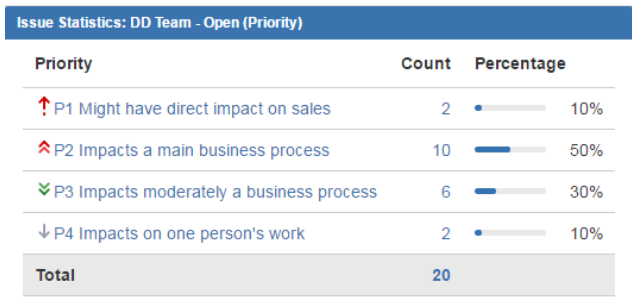 Issue Statistics: DD Team - Open (Priority)
Priority Count Percentage
P1 Might have direct impact on sales 2 10%
P2 Impacts a main business process 10 50%
P3 Impacts moderately a business process 6 30%
P4 Impacts on one person's work 2 10%
Total 20